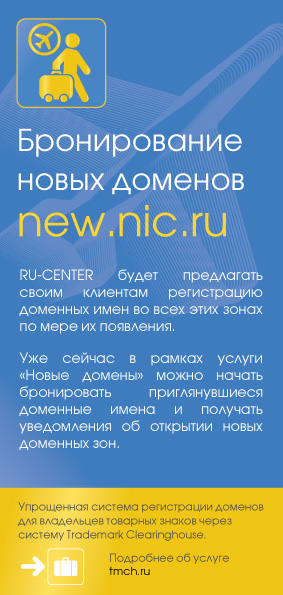 Бронирование
новых доменов
new.nic.ru
RU-CENTER будет предлагать
своим клиентам регистрацию
доменных имен во всех этих зонах
по мере их появления.
Уже сейчас в рамках услуги
«Новые домены» можно начать
бронировать приглянувшиеся
доменные имена и получать
уведомления об открытии новых
доменных зон.
Упрощенная система регистрации доменов
для владельцев товарных знаков через
систему Trademark Clearinghouse.
Подробнее об услуге
tmch.ru